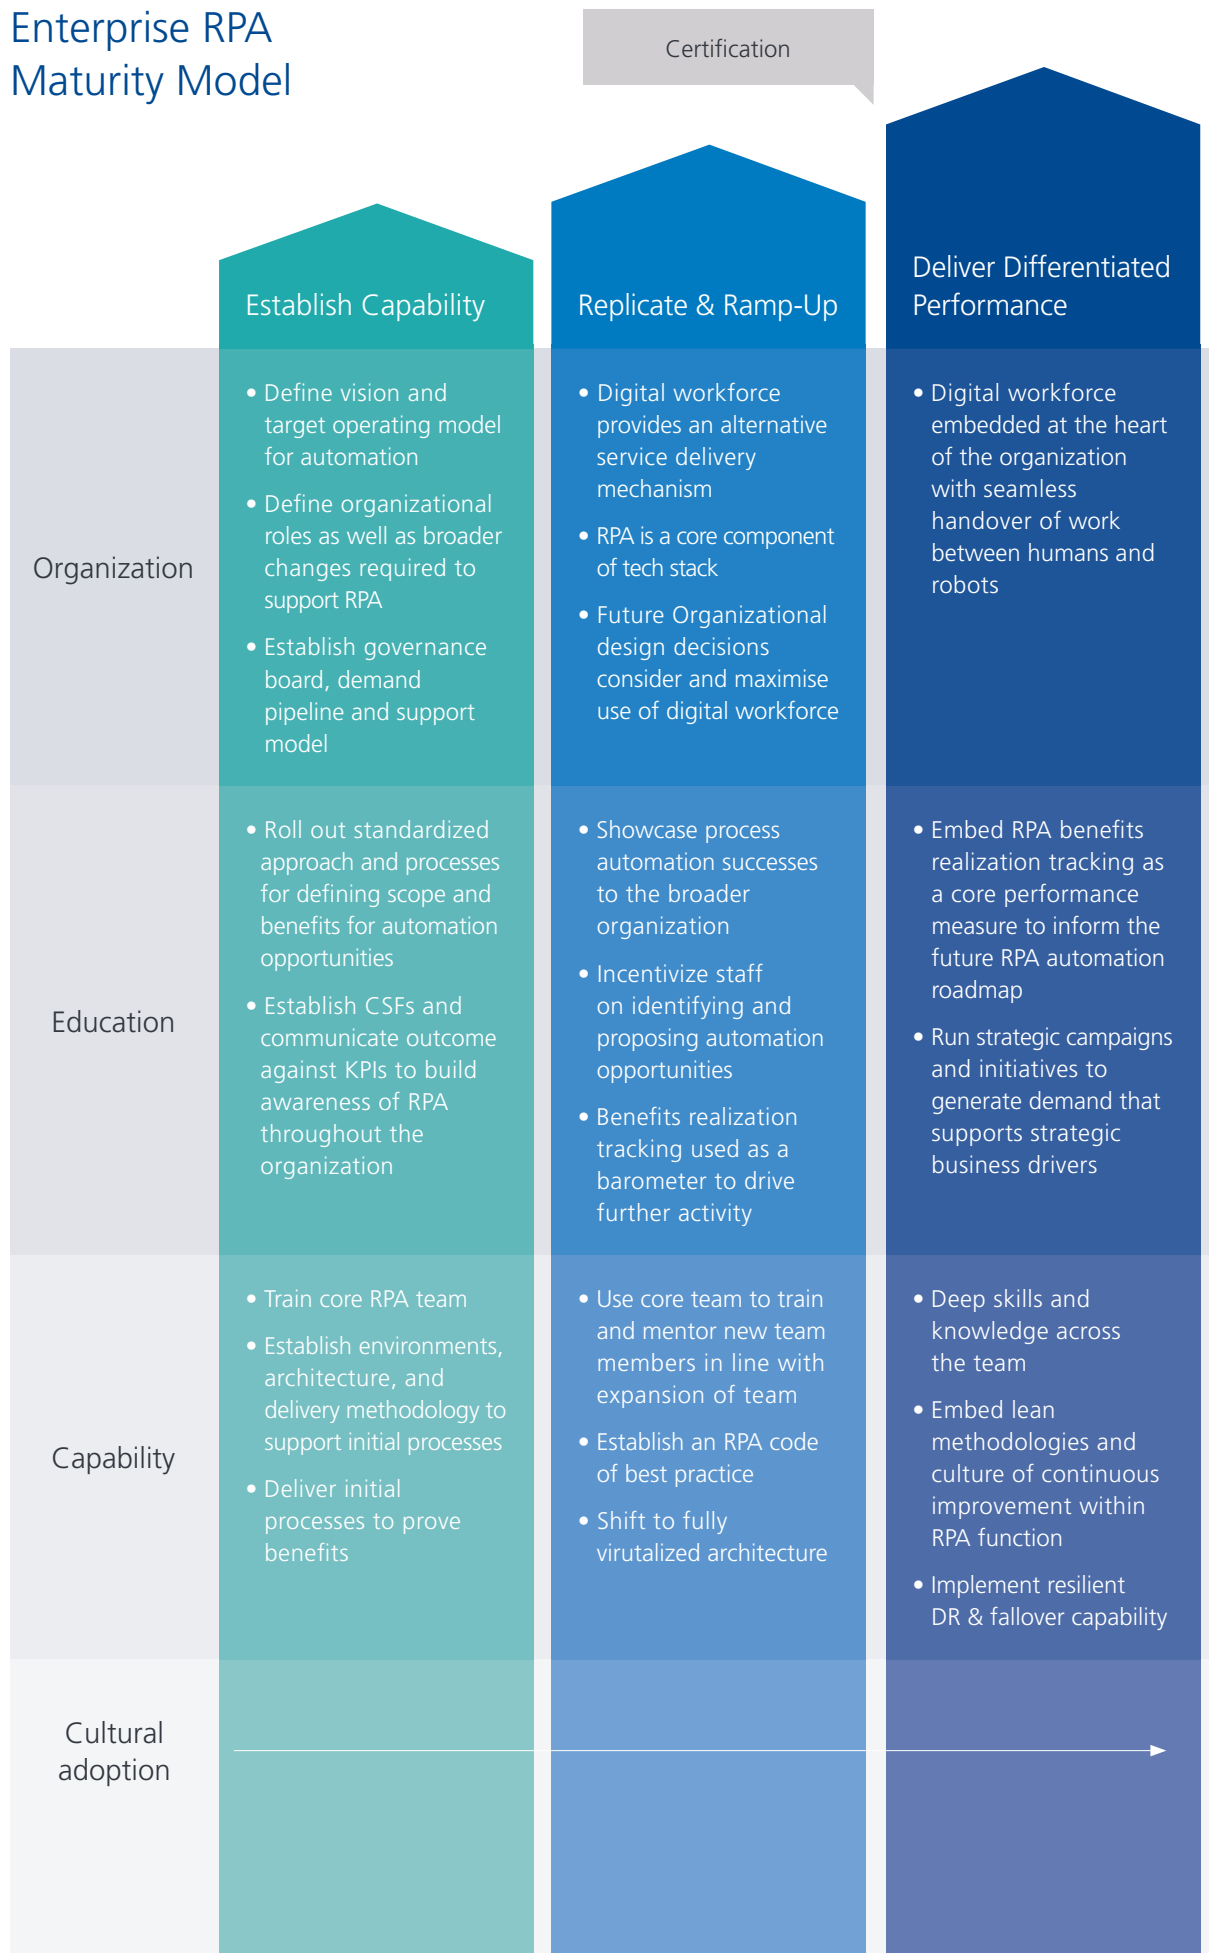 Enterprise RPA
Maturity Model
Certification
Establish Capability
Replicate & Ramp-Up
Deliver Differentiated
Performance
Organization
• Define vision and
target operating model
for automation
• Define organizational
roles as well as broader
changes required to
support RPA
• Establish governance
board, demand
pipeline and support
model
• Digital workforce
provides an alternative
service delivery
mechanism
• RPA is a core component
of tech stack
• Future Organizational
design decisions
consider and maximise
use of digital workforce
• Digital workforce
embedded at the heart
of the organization
with seamless
handover of work
between humans and
robots
Education
• Roll out standardized
approach and processes
for defining scope and
benefits for automation
opportunities
• Establish CSFs and
communicate outcome
against KPIs to build
awareness of RPA
throughout the
organization
• Showcase process
automation successes
to the broader
organization
• Incentivize staff
on identifying and
proposing automation
opportunities
• Benefits realization
tracking used as a
barometer to drive
further activity
• Embed RPA benefits
realization tracking as
a core performance
measure to inform the
future RPA automation
roadmap
• Run strategic campaigns
and initiatives to
generate demand that
supports strategic
business drivers
Capability
• Train core RPA team
• Establish environments,
architecture, and
delivery methodology to
support initial processes
• Deliver initial
processes to prove
benefits
• Use core team to train
and mentor new team
members in line with
expansion of team
• Establish an RPA code
of best practice
• Shift to fully
virutalized architecture
• Deep skills and
knowledge across
the team
• Embed lean
methodologies and
culture of continuous
improvement within
RPA function
• Implement resilient
DR & fallover capability
Cultural
adoption